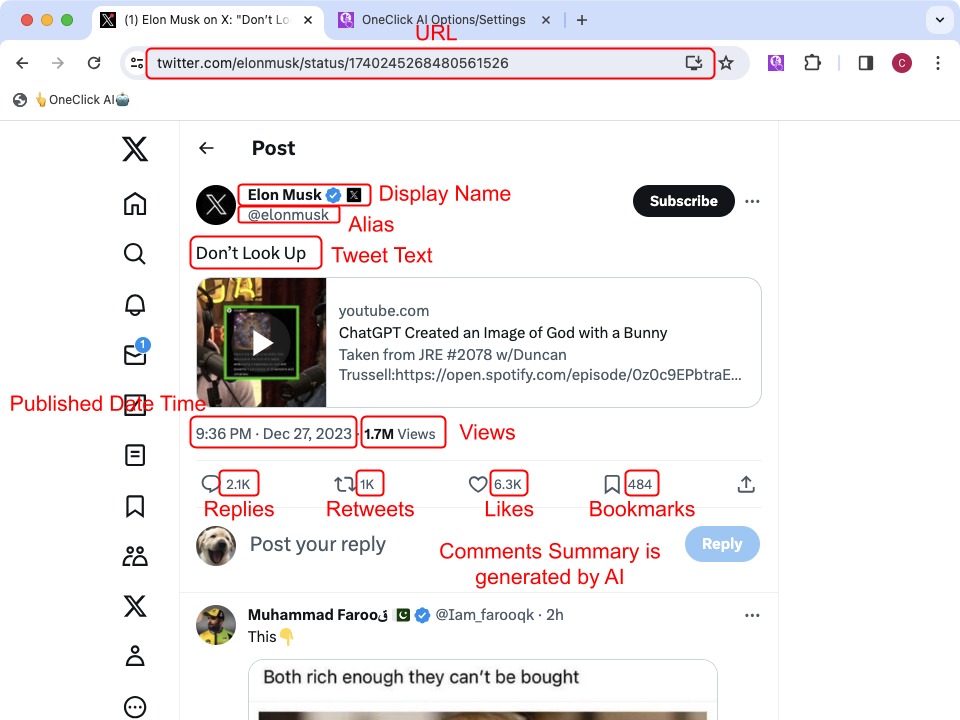 (1) Elon Musk on X: "Don't Lo
OneClick AI Options/Settings
URL
twitter.com/elonmusk/status/1740245268480561526
C
👆OneClick AI🤖
Post
Elon Musk
Display Name
@elonmusk
Alias
Subscribe
Don't Look Up
Tweet Text
youtube.com
ChatGPT Created an Image of God with a Bunny
Taken from JRE #2078 w/Duncan
Trussell:https://open.spotify.com/episode/0z0c9EPbtraE...
1
Published Date Time
9:36 PM · Dec 27, 2023 · 1.7M Views
Views
2.1K 1K 6.3K 484
Replies Retweets Likes Bookmarks
Post your reply
Reply
Comments Summary is
generated by AI
Muhammad Farooق 🇵🇰 @Iam_farooqk · 2h
This👇
Both rich enough they can't be bought